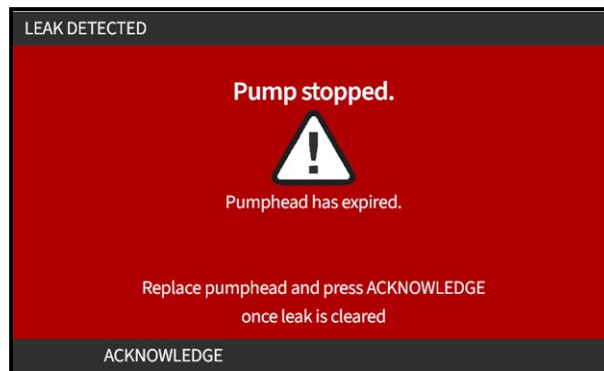 LEAK DETECTED
Pump stopped.
!
Pumphead has expired.
Replace pumphead and press ACKNOWLEDGE
once leak is cleared
ACKNOWLEDGE